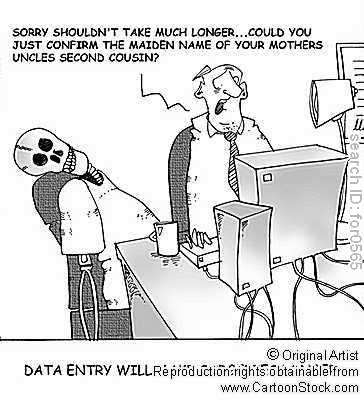 SORRY SHOULDN'T TAKE MUCH LONGER...COULD YOU
JUST CONFIRM THE MAIDEN NAME OF YOUR MOTHERS
UNCLES SECOND COUSIN?
search ID: fon0566
© Original Artist
DATA ENTRY WILL
Reproduction rights obtainable from
www.CartoonStock.com